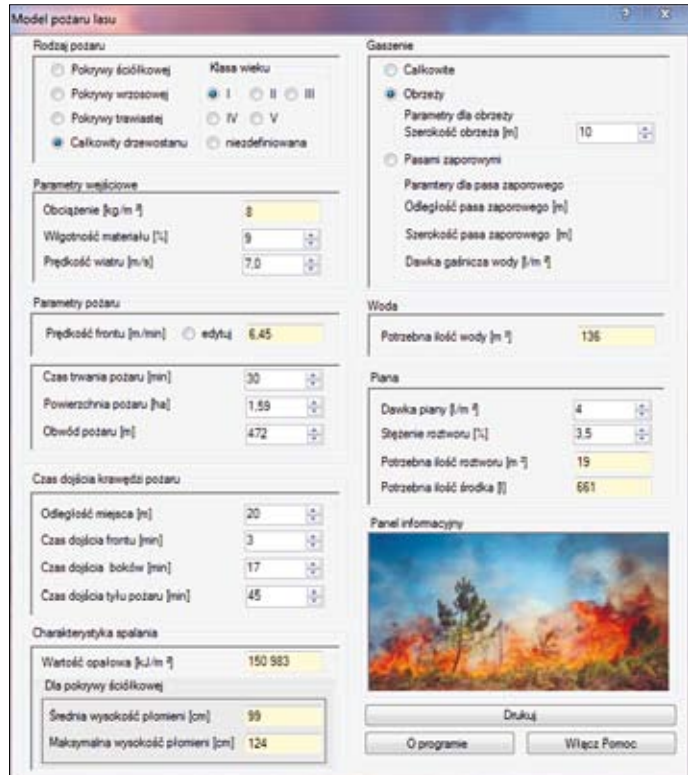 Model pożaru lasu
Rodzaj pożaru
Pokrywy ściółkowej
Pokrywy wrzosowej
Pokrywy trawiastej
Całkowity drzewostanu
Klasa wieku
I II III
IV V
niezdefiniowana
Parametry wejściowe
Obciążenie [kg/m ²] 8
Wilgotność materiału [%] 9
Prędkość wiatru [m/s] 7,0
Parametry pożaru
Prędkość frontu [m/min] edytuj 6,45
Czas trwania pożaru [min] 30
Powierzchnia pożaru [ha] 1,59
Obwód pożaru [m] 472
Czas dojścia krawędzi pożaru
Odległość miejsca [m] 20
Czas dojścia frontu [min] 3
Czas dojścia boków [min] 17
Czas dojścia tyłu pożaru [min] 45
Charakterystyka spalania
Wartość opałowa [kJ/m ²] 150 983
Dla pokrywy ściółkowej
Średnia wysokość płomieni [cm] 99
Maksymalna wysokość płomieni [cm] 124
Gaszenie
Całkowite
Obrzeży
Parametry dla obrzeży
Szerokość obrzeża [m] 10
Pasami zaporowymi
Paramtery dla pasa zaporowego
Odległość pasa zaporowego [m]
Szerokość pasa zaporowego [m]
Dawka gaśnicza wody [l/m ²]
Woda
Potrzebna ilość wody [m ³] 136
Piana
Dawka piany [l/m ²] 4
Stężenie roztworu [%] 3,5
Potrzebna ilość roztworu [m ³] 19
Potrzebna ilość środka [l] 661
Panel informacyjny
Drukuj
O programie Włącz Pomoc